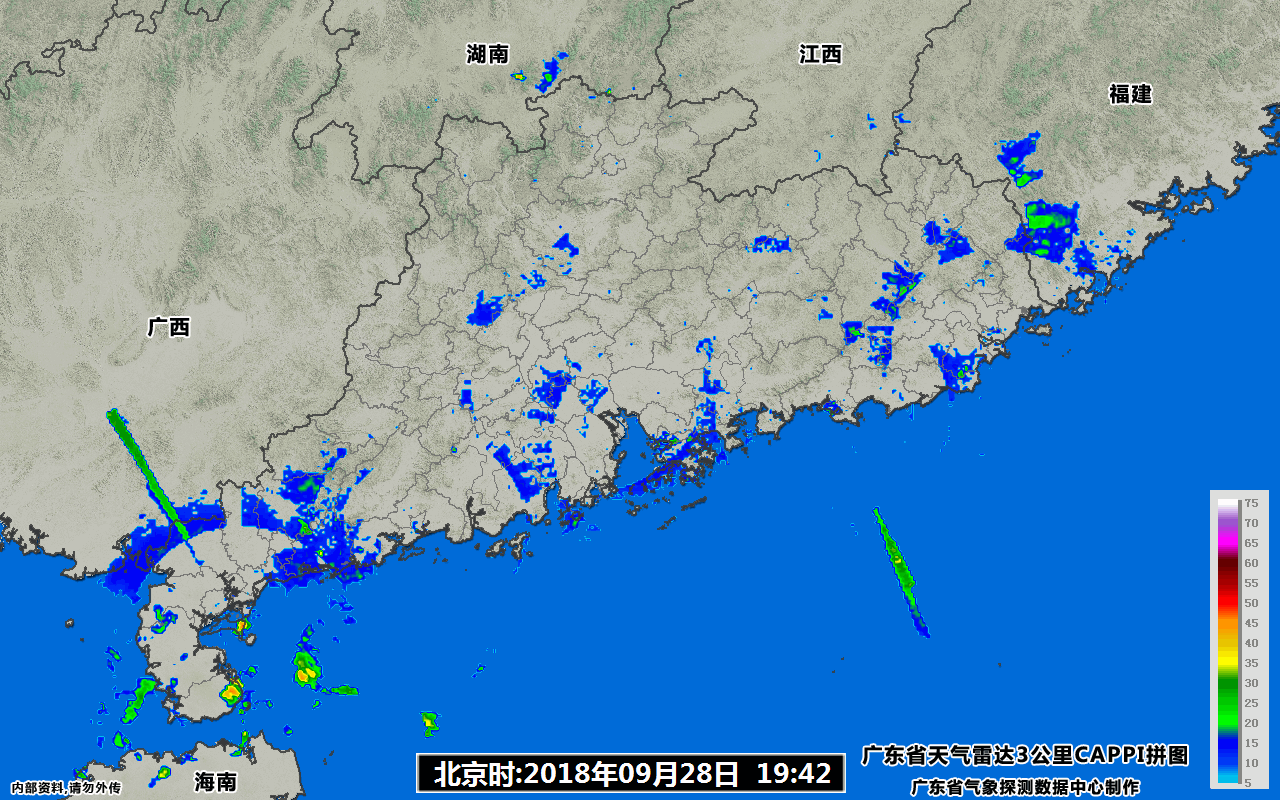 湖南
江西
福建
广西
75
70
65
60
55
50
45
40
35
30
25
20
15
10
5
广东省天气雷达3公里CAPPI拼图
北京时:2018年09月28日 19:42
海南
内部资料,请勿外传
广东省气象探测数据中心制作